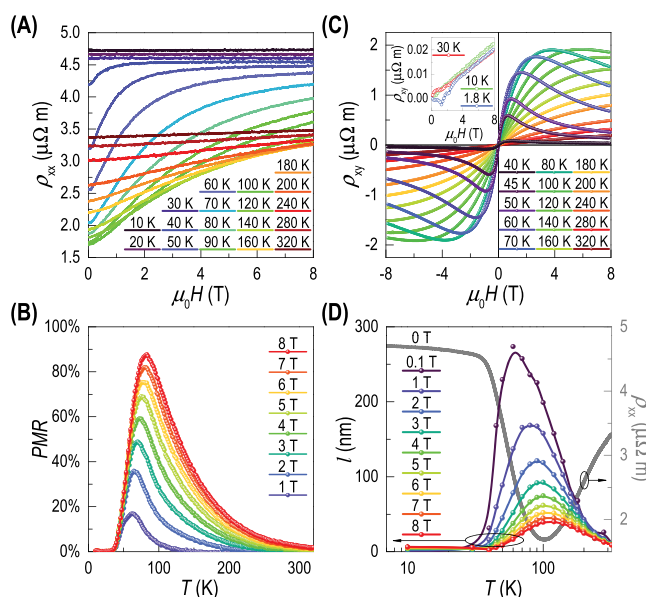 (A)
5.0
4.5
4.0
3.5
3.0
2.5
2.0
1.5
ρxx (μΩ m)
180 K
60 K 100 K 200 K
30 K 70 K 120 K 240 K
10 K 40 K 80 K 140 K 280 K
20 K 50 K 90 K 160 K 320 K
0 2 4 6 8
μ0H (T)
(C)
2
1
0
−1
−2
ρxy (μΩ m)
0.02
0.01
0.00
ρxy (μΩ m)
30 K
10 K
1.8 K
0 8
μ0H (T)
40 K 80 K 180 K
45 K 100 K 200 K
50 K 120 K 240 K
60 K 140 K 280 K
70 K 160 K 320 K
−8 −4 0 4 8
μ0H (T)
(B)
100%
80%
60%
40%
20%
0%
PMR
8 T
7 T
6 T
5 T
4 T
3 T
2 T
1 T
0 100 200 300
T (K)
(D)
300
250
200
150
100
50
0
l (nm)
0 T
0.1 T
1 T
2 T
3 T
4 T
5 T
6 T
7 T
8 T
10 100
T (K)
5
4
3
2
ρxx (μΩ m)